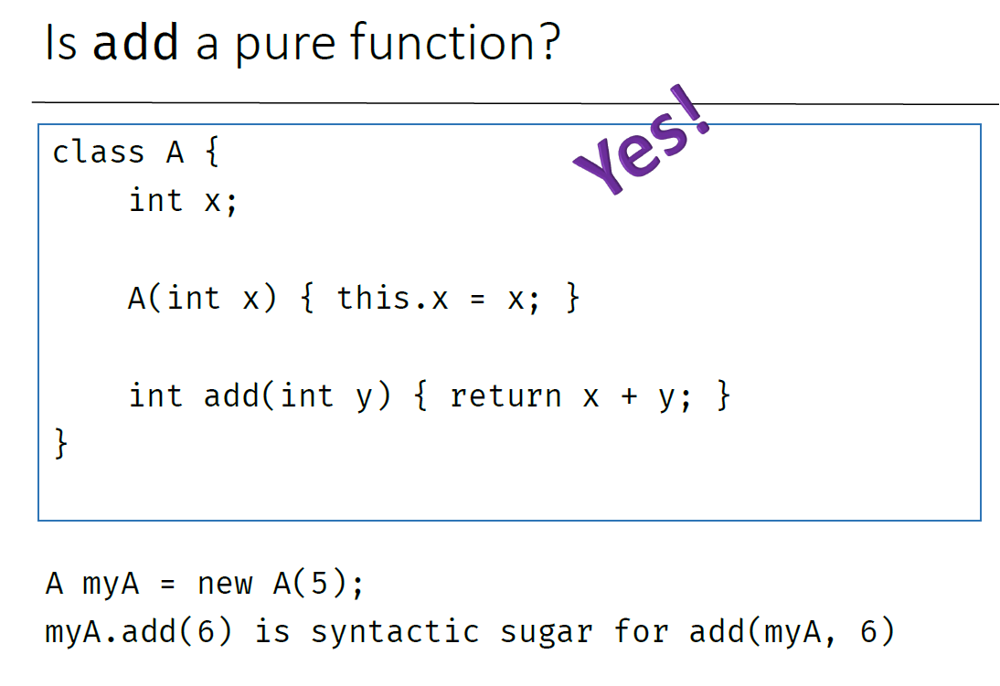 Is add a pure function?
Yes!
class A {
    int x;
    A(int x) { this.x = x; }
    int add(int y) { return x + y; }
}
A myA = new A(5);
myA.add(6) is syntactic sugar for add(myA, 6)